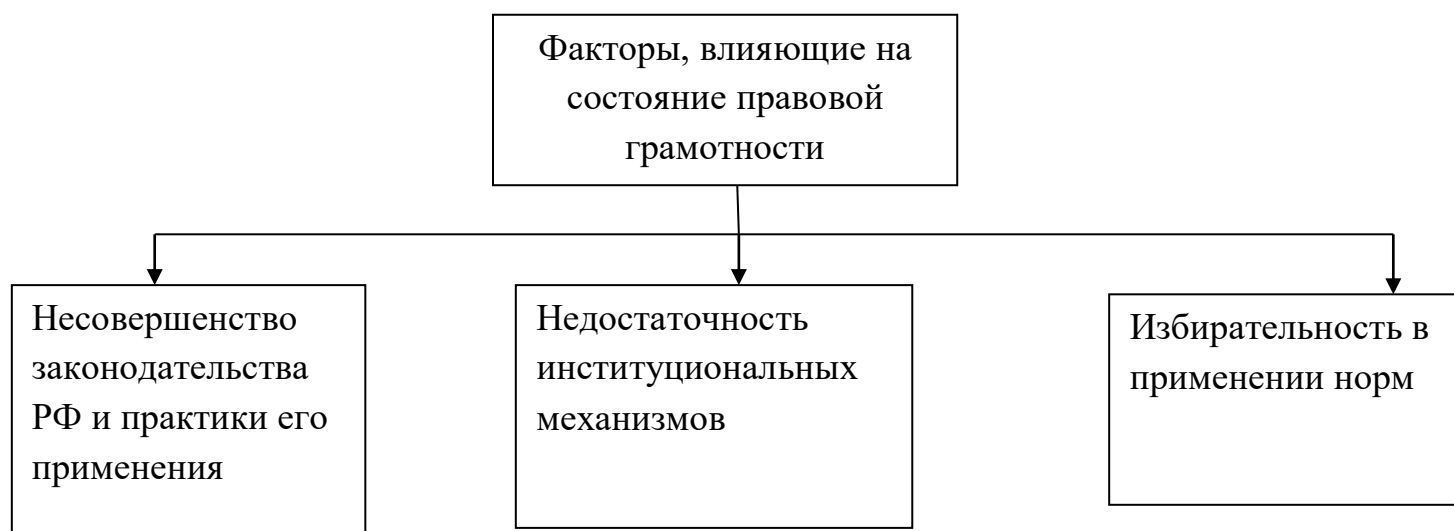 Факторы, влияющие на
состояние правовой
грамотности
Несовершенство
законодательства
РФ и практики его
применения
Недостаточность
институциональных
механизмов
Избирательность в
применении норм